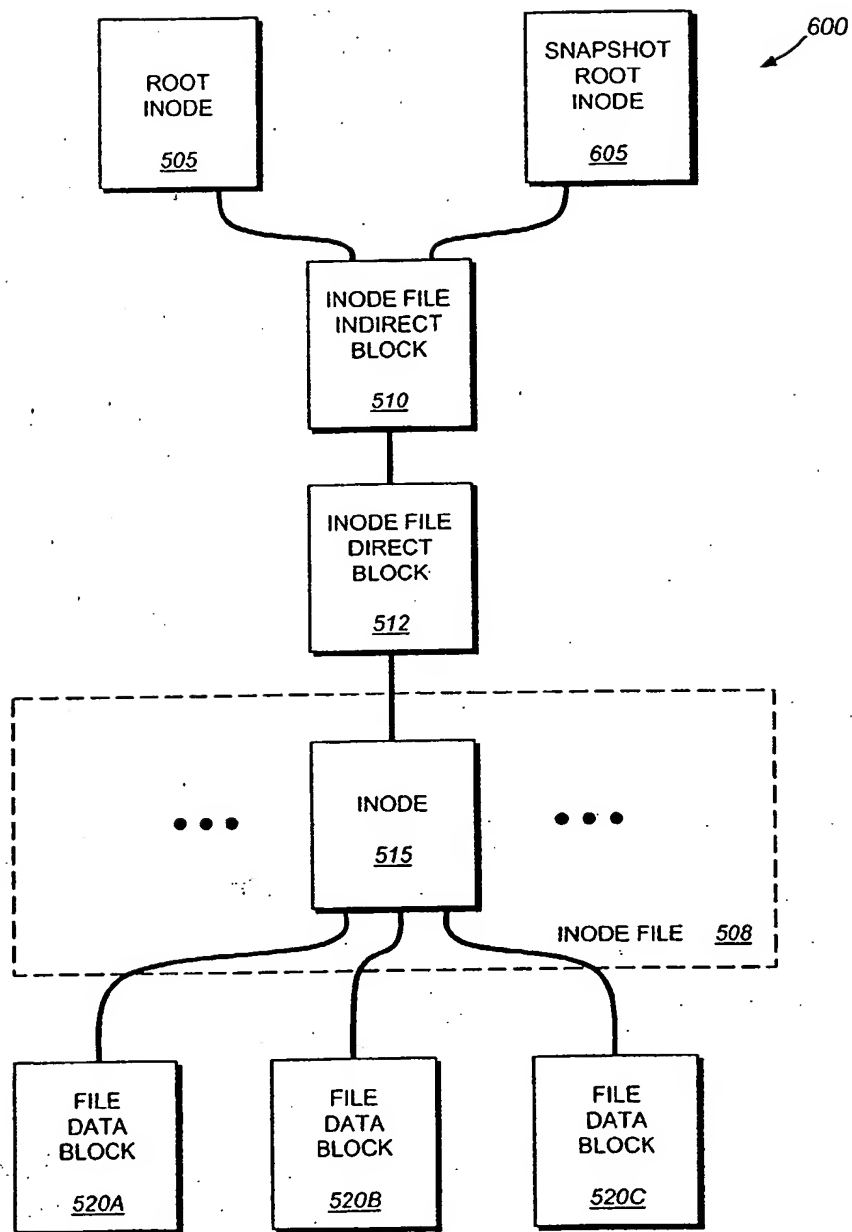 600
ROOT
INODE
505
SNAPSHOT
ROOT
INODE
605
INODE FILE
INDIRECT
BLOCK
510
INODE FILE
DIRECT
BLOCK
512
INODE
515
INODE FILE 508
FILE
DATA
BLOCK
520A
FILE
DATA
BLOCK
520B
FILE
DATA
BLOCK
520C